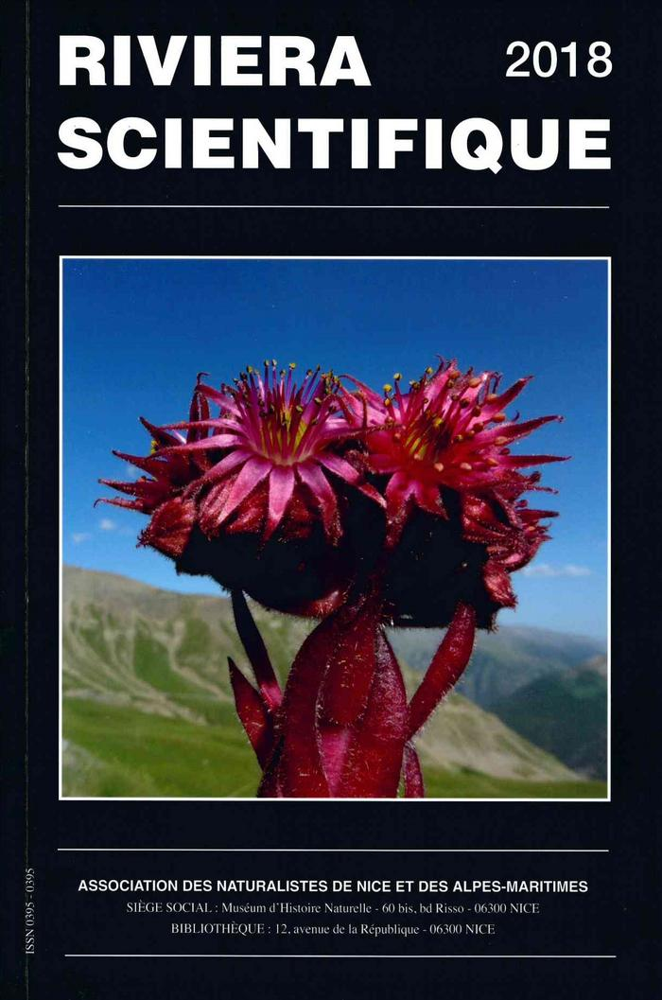 RIVIERA 2018
SCIENTIFIQUE
ASSOCIATION DES NATURALISTES DE NICE ET DES ALPES-MARITIMES
SIÈGE SOCIAL : Muséum d'Histoire Naturelle - 60 bis, bd Risso - 06300 NICE
BIBLIOTHÈQUE : 12, avenue de la République - 06300 NICE
ISSN 0395 - 0395